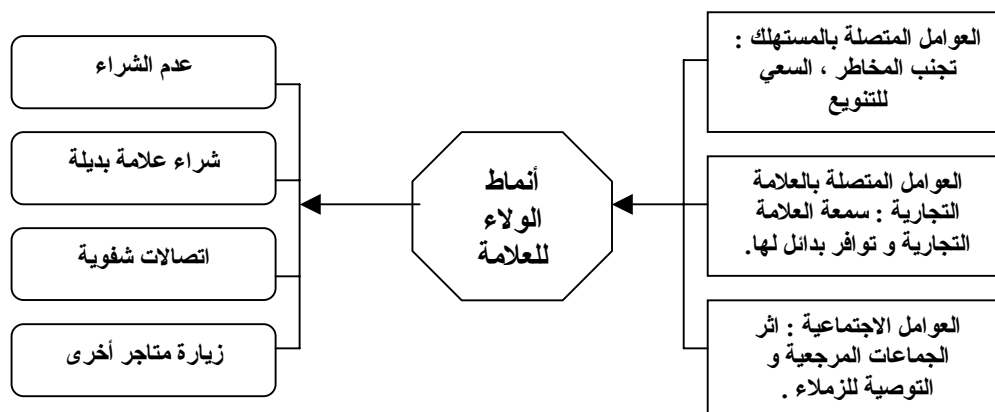 العوامل المتصلة بالمستهلك :
تجنب المخاطر ، السعي
للتنويع
العوامل المتصلة بالعلامة
التجارية : سمعة العلامة
التجارية و توافر بدائل لها.
العوامل الاجتماعية : اثر
الجماعات المرجعية و
التوصية للزملاء .
أنماط
الولاء
للعلامة
عدم الشراء
شراء علامة بديلة
اتصالات شفوية
زيارة متاجر أخرى